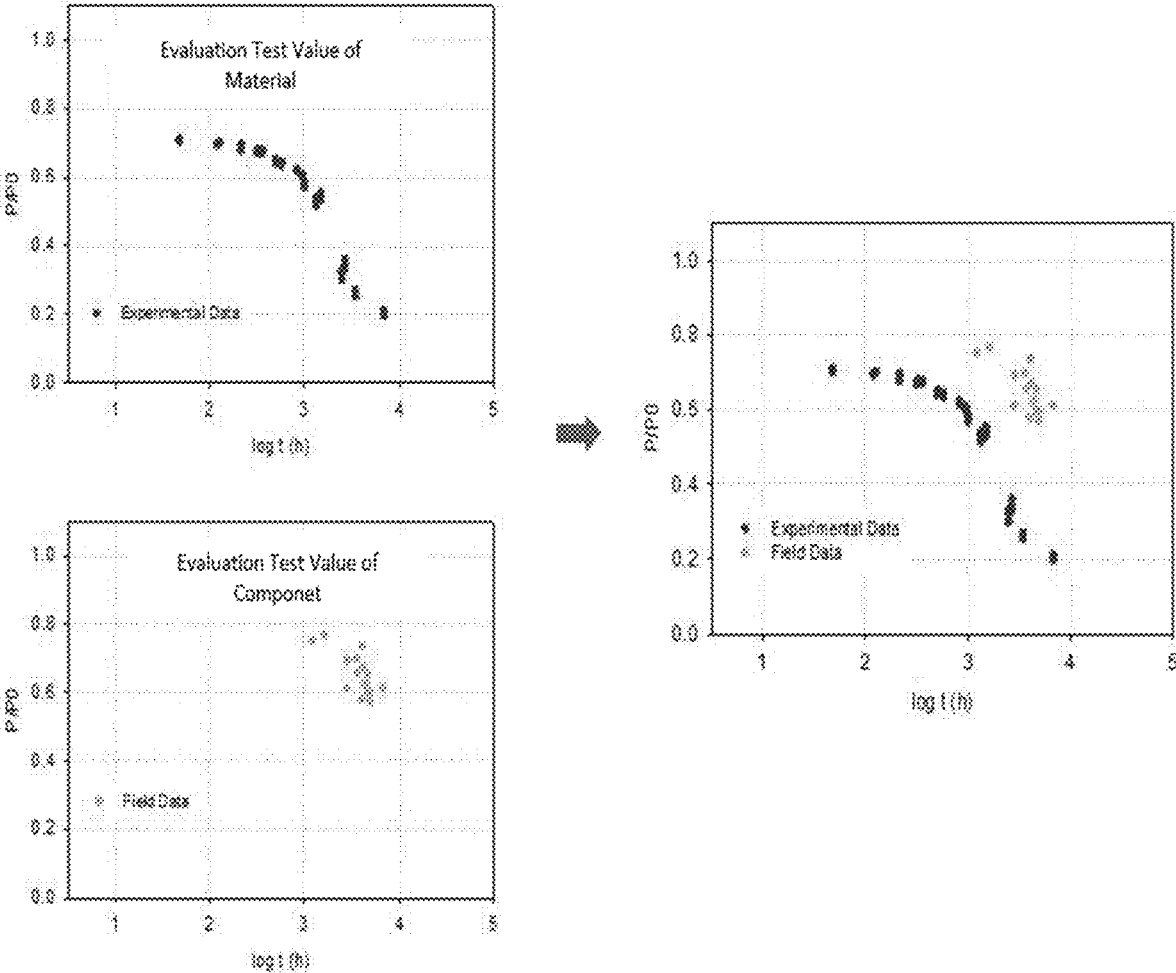 Evaluation Test Value of
Material
1.0
0.8
0.6
0.4
0.2
0.0
P/P0
Experimental Data
1 2 3 4 5
log t (h)
Evaluation Test Value of
Componet
1.0
0.8
0.6
0.4
0.2
0.0
P/P0
Field Data
1 2 3 4 5
log t (h)
1.0
0.8
0.6
0.4
0.2
0.0
P/P0
Experimental Data
Field Data
1 2 3 4 5
log t (h)